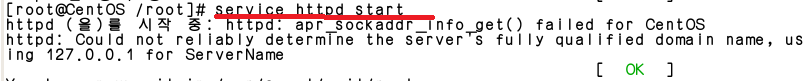 [root@CentOS /root]# service httpd start
httpd (을)를 시작 중: httpd: apr_sockaddr_info_get() failed for CentOS
httpd: Could not reliably determine the server's fully qualified domain name, us
ing 127.0.0.1 for ServerName
[  OK  ]